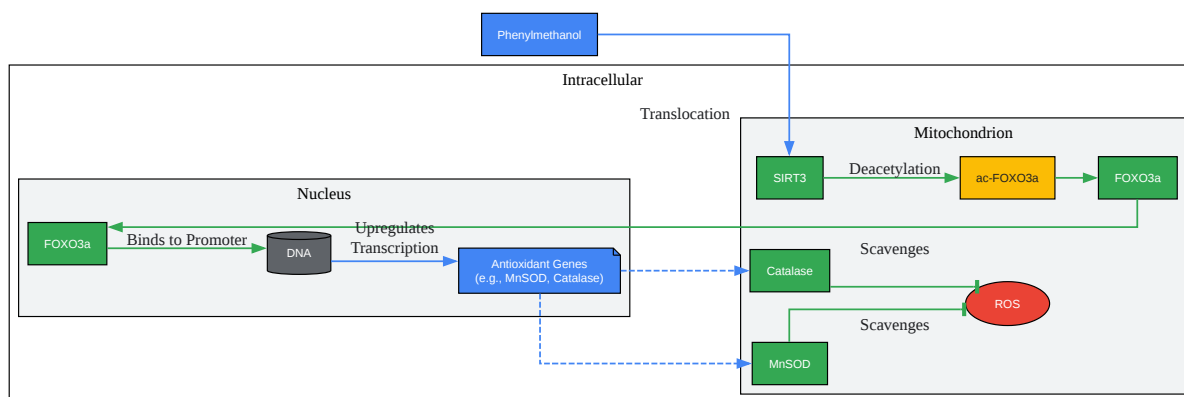 Phenylmethanol
Intracellular
Translocation
Mitochondrion
SIRT3
Deacetylation
ac-FOXO3a
FOXO3a
Nucleus
FOXO3a
Binds to Promoter
DNA
Upregulates
Transcription
Antioxidant Genes
(e.g., MnSOD, Catalase)
Catalase
Scavenges
ROS
Scavenges
MnSOD